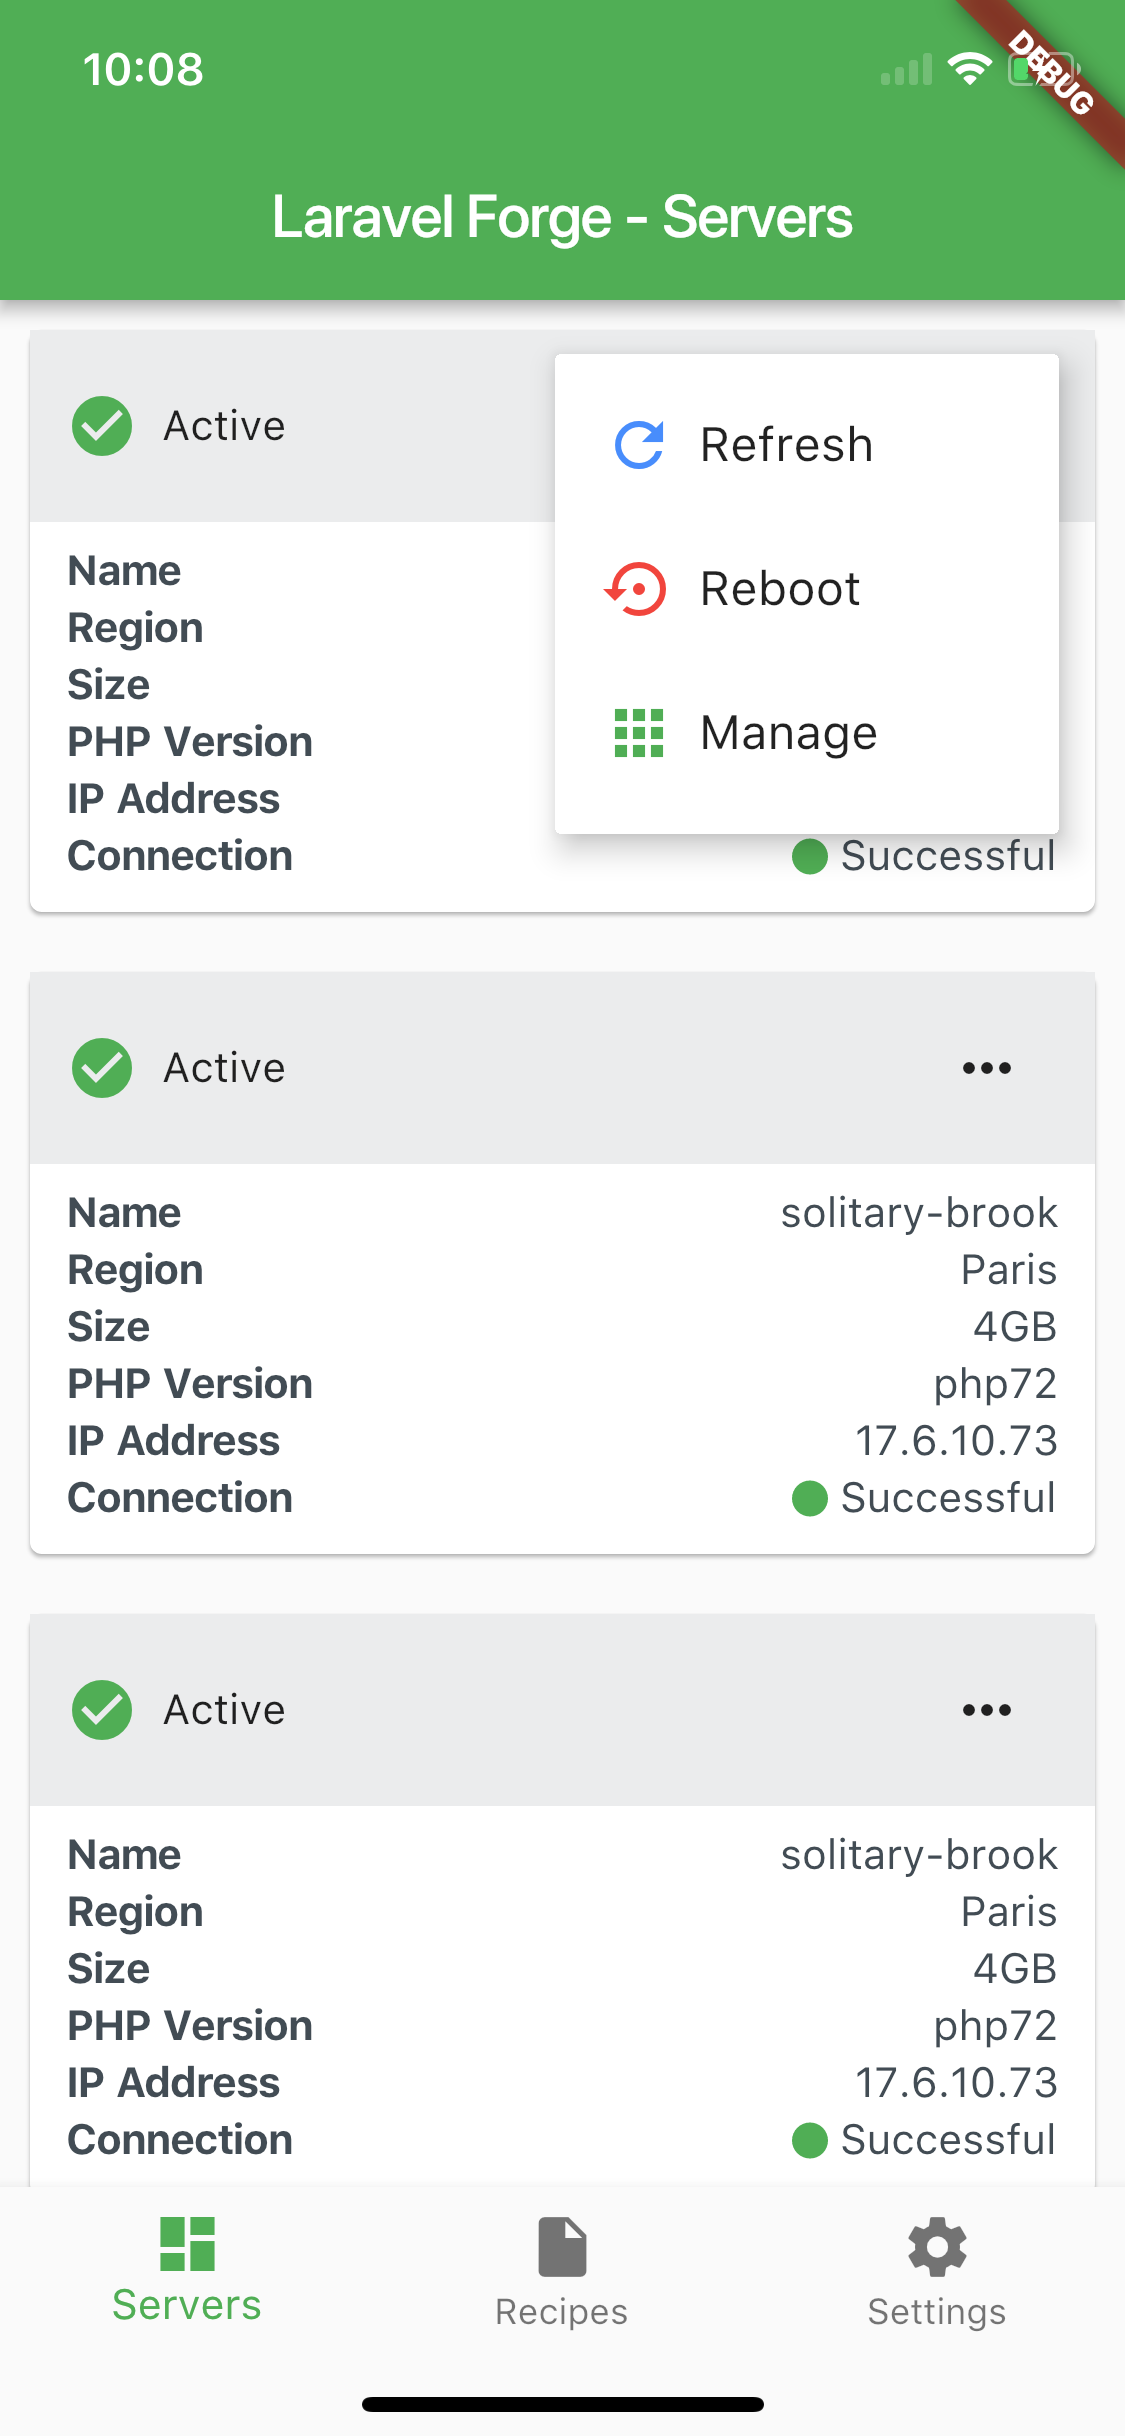 10:08
DEBUG
Laravel Forge - Servers
Active
Refresh
Reboot
Manage
Name
Region
Size
PHP Version
IP Address
Connection Successful
Active
Name solitary-brook
Region Paris
Size 4GB
PHP Version php72
IP Address 17.6.10.73
Connection Successful
Active
Name solitary-brook
Region Paris
Size 4GB
PHP Version php72
IP Address 17.6.10.73
Connection Successful
Servers Recipes Settings